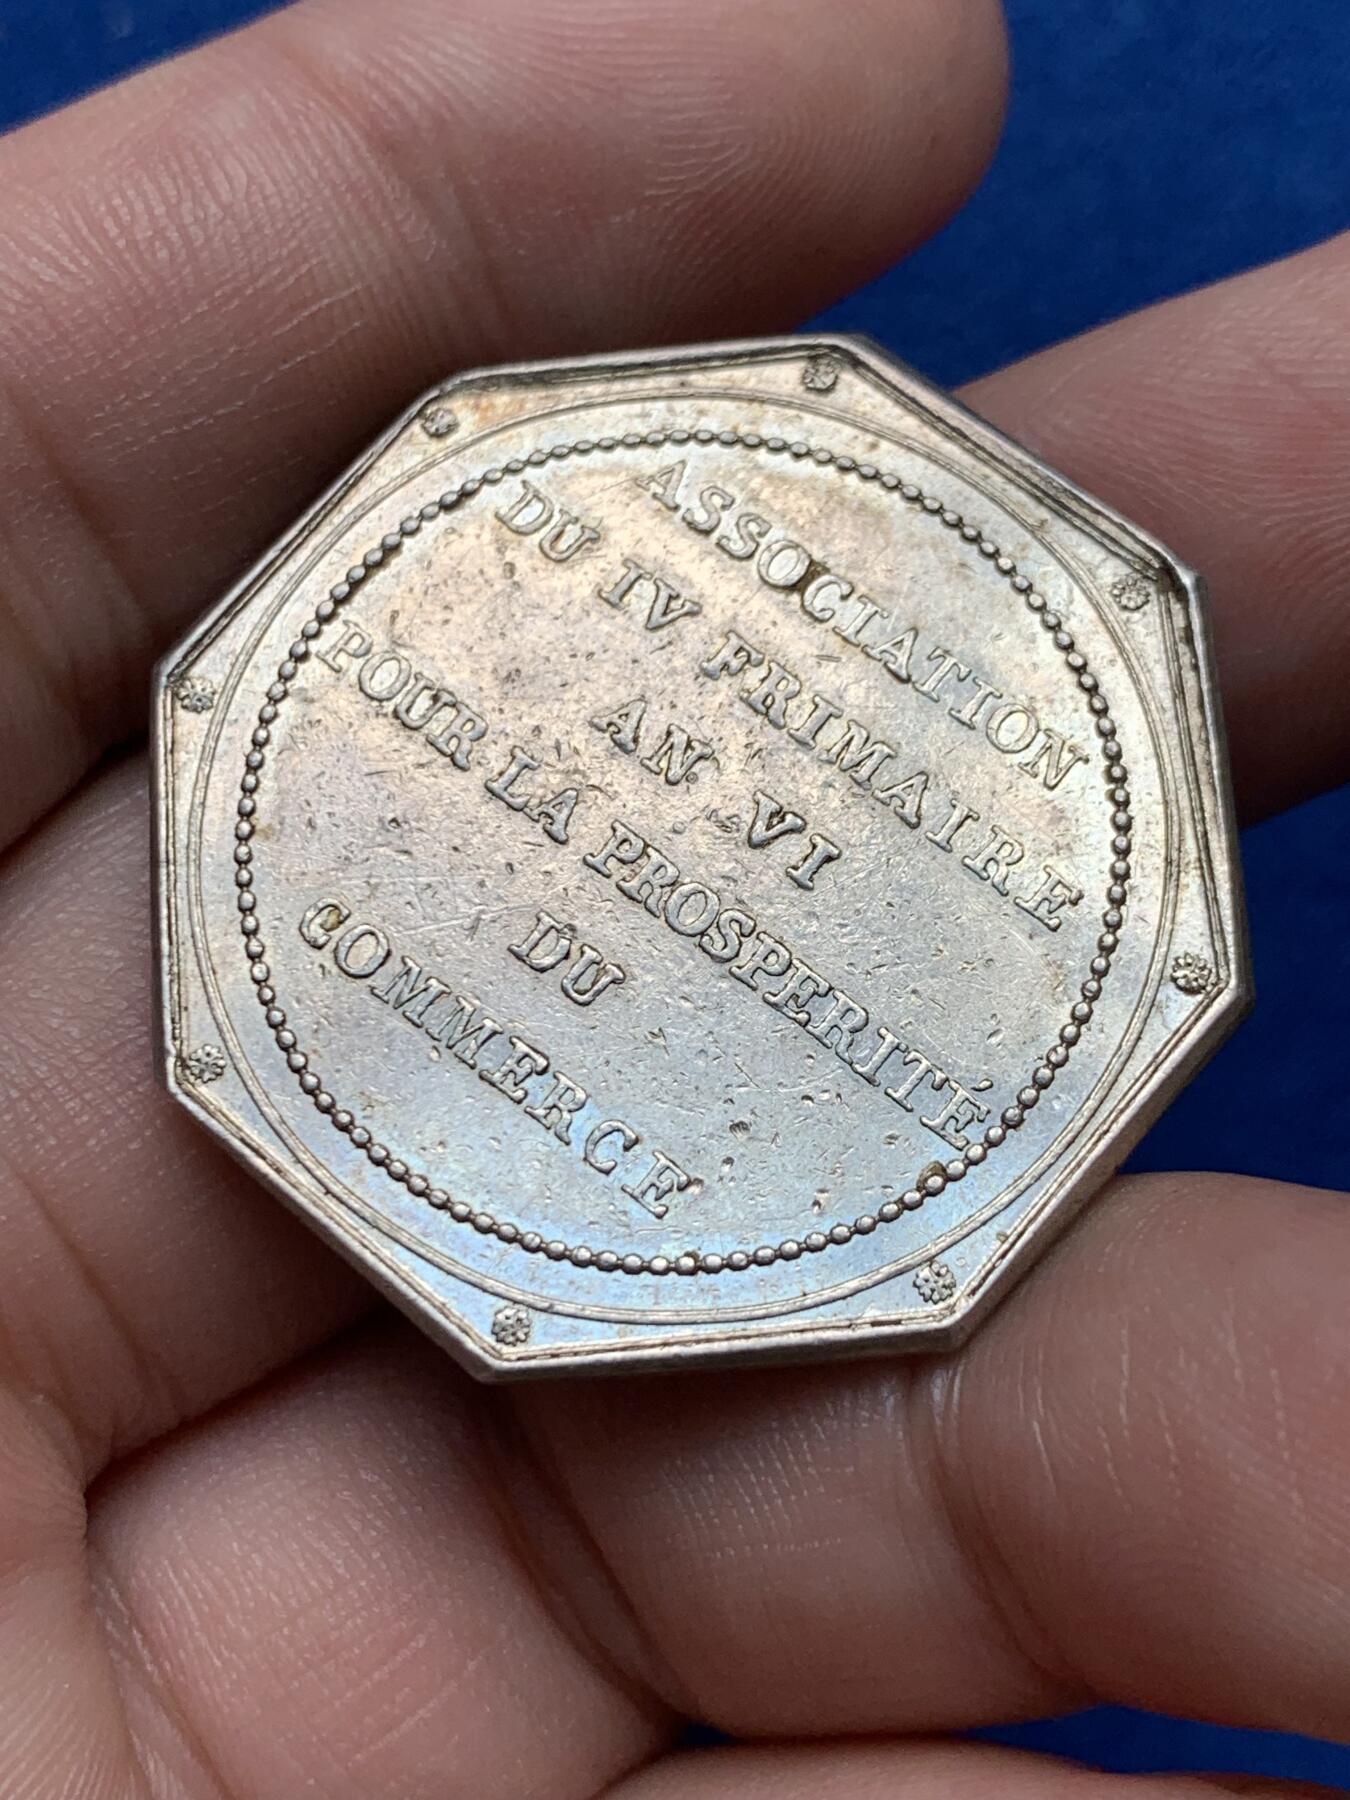 ASSOCIATION
DU IV FRIMAIRE
AN VI
POUR LA PROSPERITÉ
DU
COMMERCE